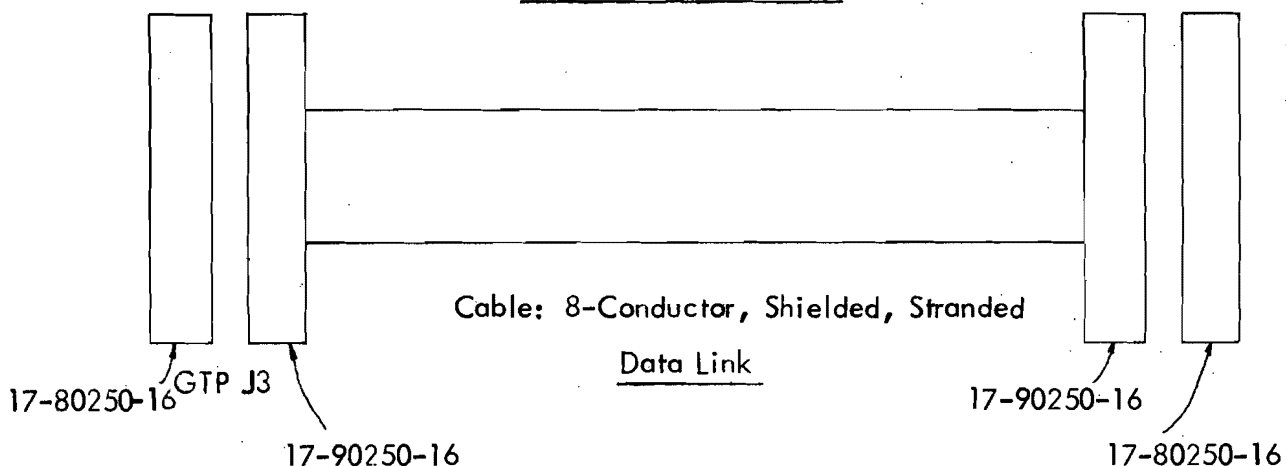 Cable: 8-Conductor, Shielded, Stranded
Data Link
17-80250-16 GTP J3
17-90250-16
17-90250-16
17-80250-16